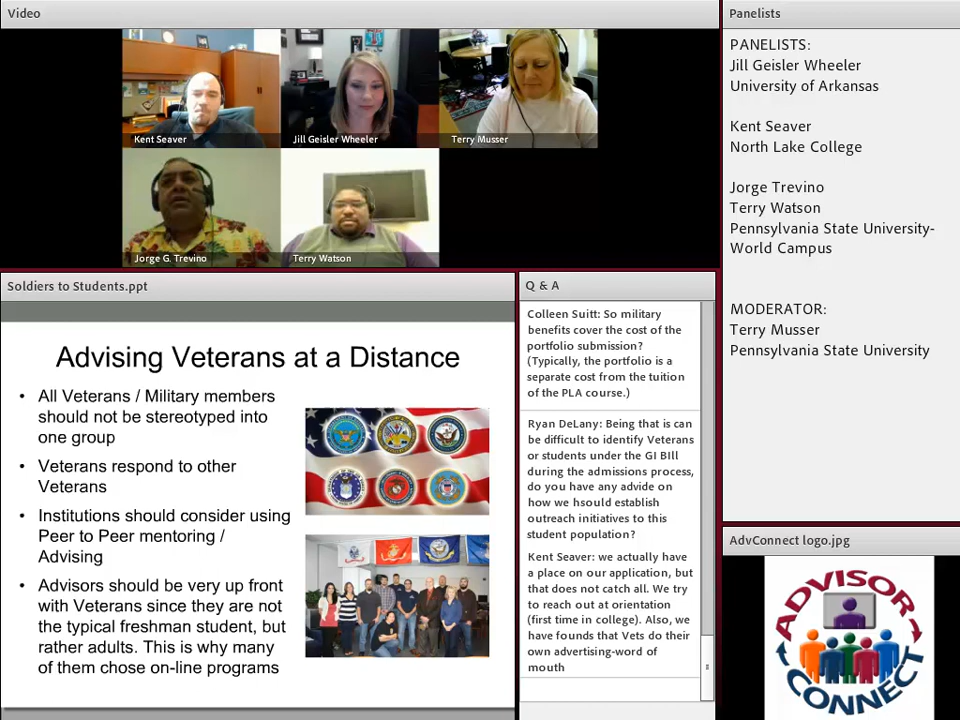 Video
Kent Seaver
Jill Geisler Wheeler
Terry Musser
Jorge G. Trevino
Terry Watson
Panelists
PANELISTS:
Jill Geisler Wheeler
University of Arkansas
Kent Seaver
North Lake College
Jorge Trevino
Terry Watson
Pennsylvania State University-
World Campus
MODERATOR:
Terry Musser
Pennsylvania State University
Soldiers to Students.ppt
Advising Veterans at a Distance
• All Veterans / Military members
should not be stereotyped into
one group
• Veterans respond to other
Veterans
• Institutions should consider using
Peer to Peer mentoring /
Advising
• Advisors should be very up front
with Veterans since they are not
the typical freshman student, but
rather adults. This is why many
of them chose on-line programs
Q & A
Colleen Suitt: So military
benefits cover the cost of the
portfolio submission?
(Typically, the portfolio is a
separate cost from the tuition
of the PLA course.)
Ryan DeLany: Being that is can
be difficult to identify Veterans
or students under the GI BIll
during the admissions process,
do you have any advide on
how we hsould establish
outreach initiatives to this
student population?
Kent Seaver: we actually have
a place on our application, but
that does not catch all. We try
to reach out at orientation
(first time in college). Also, we
have founds that Vets do their
own advertising-word of
mouth
AdvConnect logo.jpg
ADVISOR
CONNECT